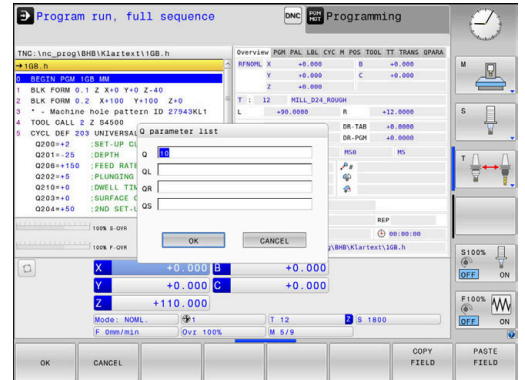 Program run, full sequence
DNC
PGM MGT
Programming
TNC:\nc_prog\BHB\Klartext\1GB.h
→1GB.h
0 BEGIN PGM 1GB MM
1 BLK FORM 0.1 Z X+0 Y+0 Z-40
2 BLK FORM 0.2 X+100 Y+100 Z+0
3 * - Machine hole pattern ID 27943KL1
4 TOOL CALL 2 Z S4500
5 CYCL DEF 203 UNIVERSAL
Q200=+2 ;SET-UP CL
Q201=-25 ;DEPTH
Q206=+150 ;FEED RATE
Q202=+5 ;PLUNGING
Q210=+0 ;DWELL TIM
Q203=+0 ;SURFACE C
Q204=+50 ;2ND SET-U
100% S-OVR
100% F-OVR
Overview PGM PAL LBL CYC M POS TOOL TT TRANS QPARA
RFNOML X +0.000 B +0.000
Y +0.000 C +0.000
Z +0.000
T : 12 MILL_D24_ROUGH
L +90.0000 R +12.0000
DR-TAB +0.0000
DR-PGM +0.0000
M50 M5
REP
00:00:00
\BHB\Klartext\1GB.h
Q parameter list
Q 10
QL
QR
QS
OK
CANCEL
X +0.000 B +0.000
Y +0.000 C +0.000
Z +110.000
Mode: NOML. 1 T 12 Z S 1800
F 0mm/min Ovr 100% M 5/9
M
S
T
S100%
OFF ON
F100%
OFF ON
OK
CANCEL
COPY FIELD
PASTE FIELD